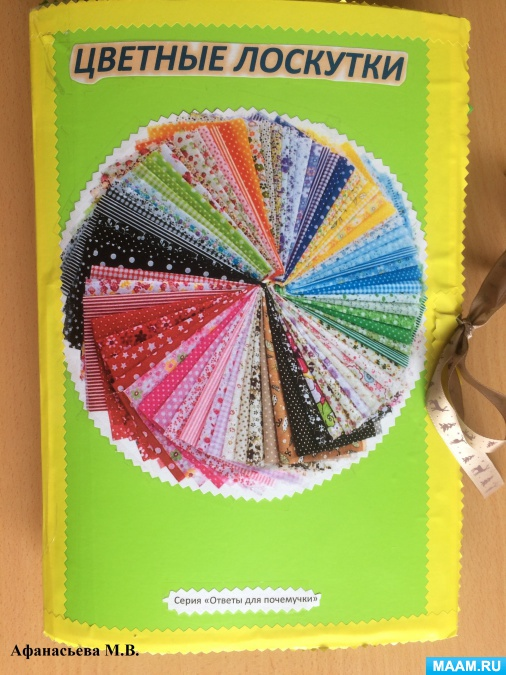 ЦВЕТНЫЕ ЛОСКУТКИ
Серия «Ответы для почемучки»
Афанасьева М.В.
MAAM.RU